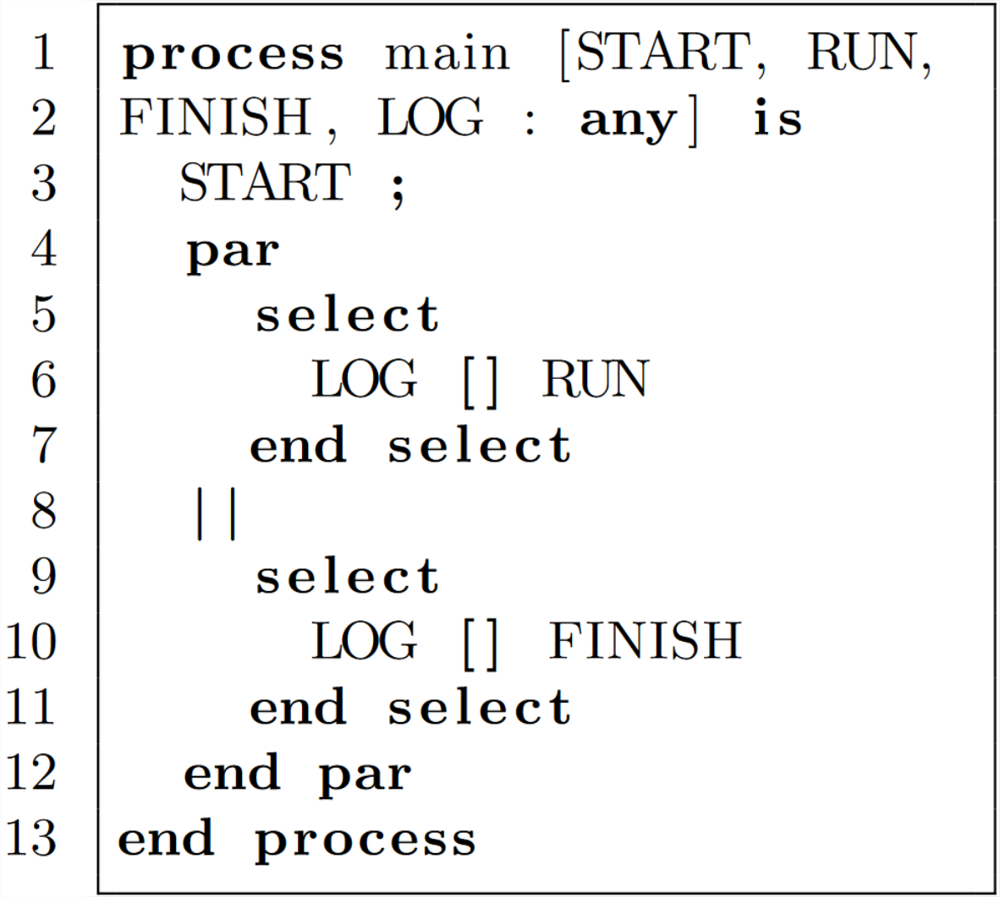 1 process main [START, RUN,
2 FINISH, LOG : any] is
3 START ;
4 par
5 select
6 LOG [] RUN
7 end select
8 ||
9 select
10 LOG [] FINISH
11 end select
12 end par
13 end process